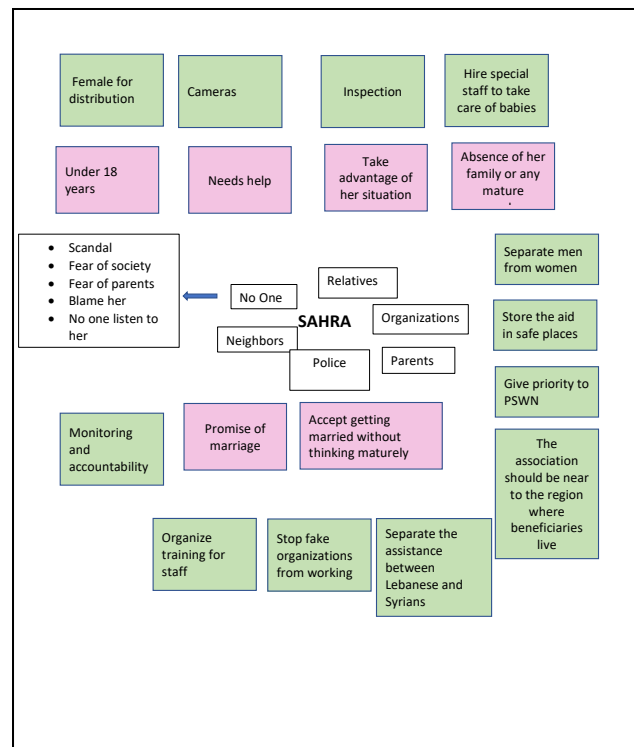 Female for
distribution
Cameras
Inspection
Hire special
staff to take
care of babies
Under 18
years
Needs help
Take
advantage of
her situation
Absence of her
family or any
mature
• Scandal
• Fear of society
• Fear of parents
• Blame her
• No one listen to
her
No One
Relatives
SAHRA
Organizations
Neighbors
Police
Parents
Separate men
from women
Store the aid
in safe places
Give priority to
PSWN
The
association
should be near
to the region
where
beneficiaries
live
Monitoring
and
accountability
Promise of
marriage
Accept getting
married without
thinking maturely
Organize
training for
staff
Stop fake
organizations
from working
Separate the
assistance
between
Lebanese and
Syrians